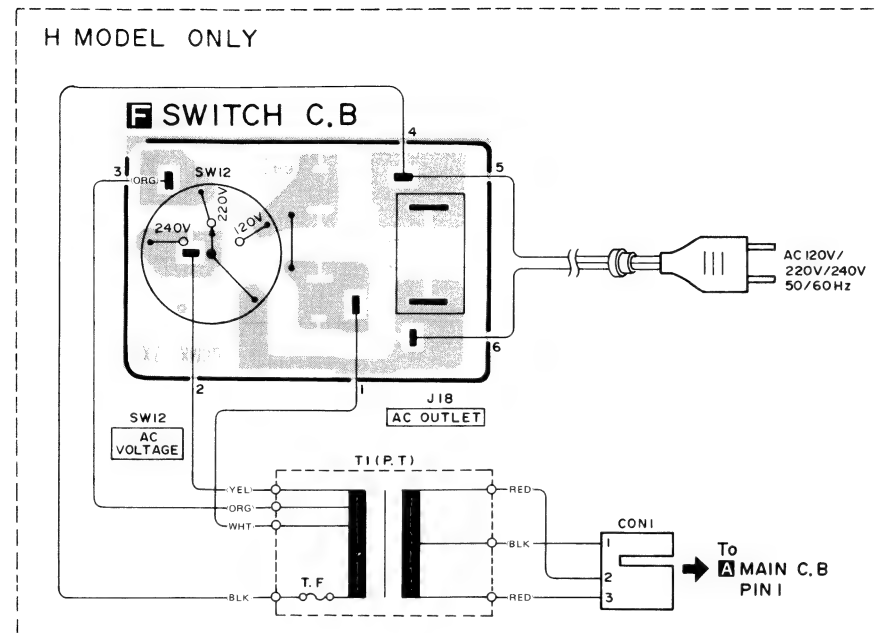 H MODEL ONLY
F SWITCH C.B
4
3
ORG
SW12
5
220V
240V
120V
AC 120V/
220V/240V
50/60Hz
6
2
1
SW12
AC
VOLTAGE
J18
AC OUTLET
T1 (P.T)
YEL
ORG
WHT
BLK
T.F
RED
BLK
RED
CON1
1
2
3
To
A MAIN C.B
PIN 1